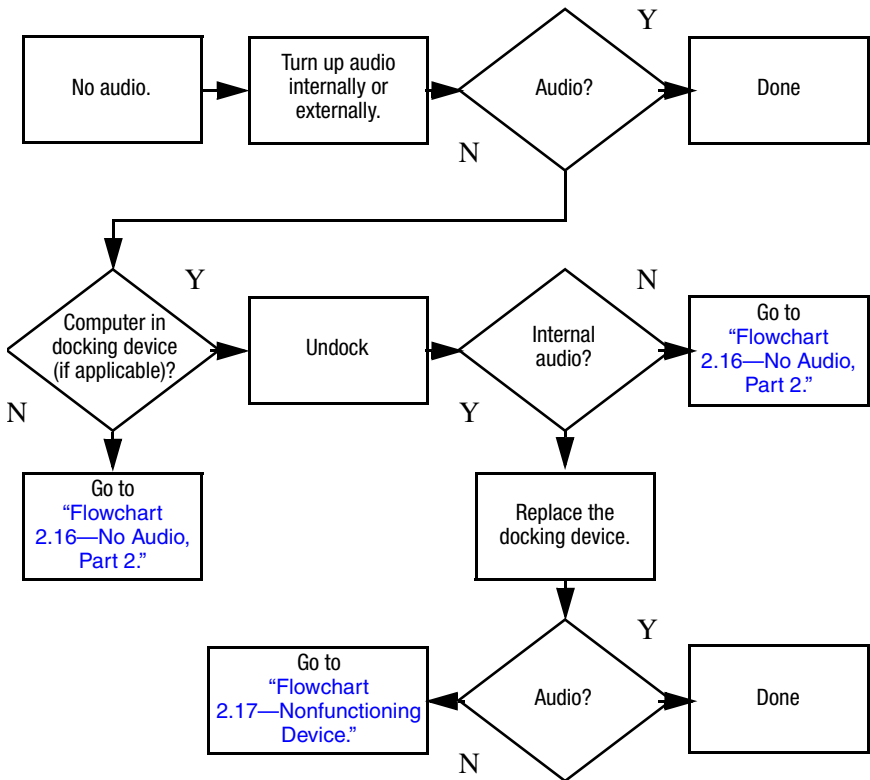 No audio.
Turn up audio
internally or
externally.
Audio?
Y
N
Done
Computer in
docking device
(if applicable)?
Y
N
Undock
Internal
audio?
N
Y
Go to
“Flowchart
2.16—No Audio,
Part 2.”
Go to
“Flowchart
2.16—No Audio,
Part 2.”
Replace the
docking device.
Go to
“Flowchart
2.17—Nonfunctioning
Device.”
Audio?
Y
N
Done